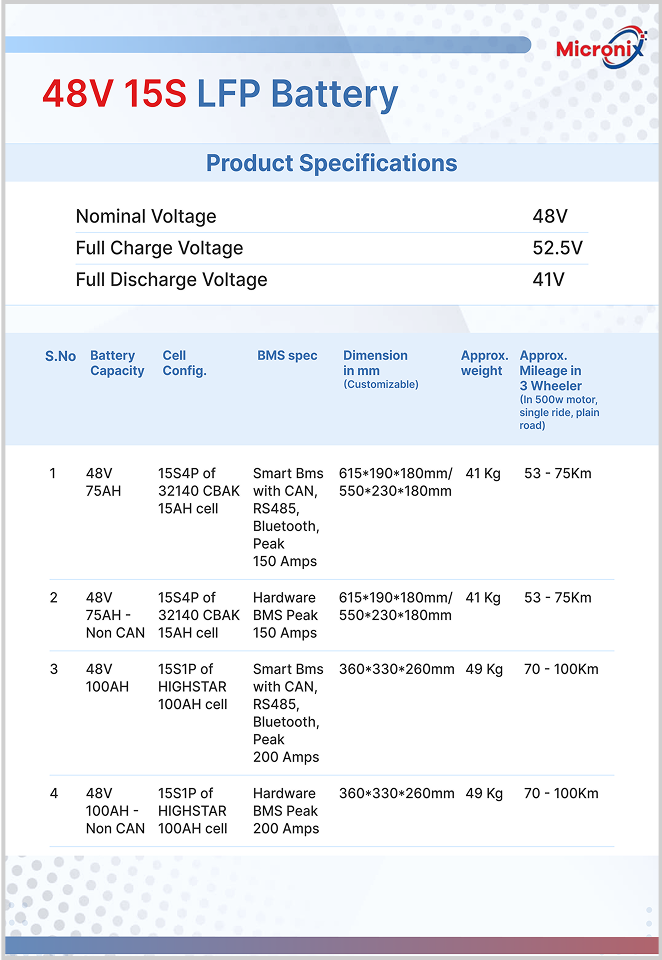 Micronix
48V 15S LFP Battery
Product Specifications
Nominal Voltage 48V
Full Charge Voltage 52.5V
Full Discharge Voltage 41V
S.No Battery Capacity Cell Config. BMS spec Dimension in mm (Customizable) Approx. weight Approx. Mileage in 3 Wheeler (In 500w motor, single ride, plain road)
1
48V
75AH
15S4P of
32140 CBAK
15AH cell
Smart Bms
with CAN,
RS485,
Bluetooth,
Peak
150 Amps
615*190*180mm/
550*230*180mm
41 Kg
53 - 75Km
2
48V
75AH -
Non CAN
15S4P of
32140 CBAK
15AH cell
Hardware
BMS Peak
150 Amps
615*190*180mm/
550*230*180mm
41 Kg
53 - 75Km
3
48V
100AH
15S1P of
HIGHSTAR
100AH cell
Smart Bms
with CAN,
RS485,
Bluetooth,
Peak
200 Amps
360*330*260mm
49 Kg
70 - 100Km
4
48V
100AH -
Non CAN
15S1P of
HIGHSTAR
100AH cell
Hardware
BMS Peak
200 Amps
360*330*260mm
49 Kg
70 - 100Km